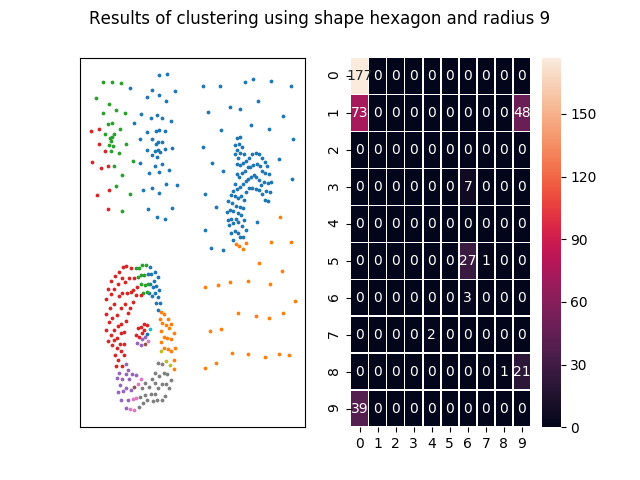 Results of clustering using shape hexagon and radius 9
0 177 0 0 0 0 0 0 0 0 0
1 73 0 0 0 0 0 0 0 0 48
2 0 0 0 0 0 0 0 0 0 0
3 0 0 0 0 0 0 7 0 0 0
4 0 0 0 0 0 0 0 0 0 0
5 0 0 0 0 0 0 27 1 0 0
6 0 0 0 0 0 0 3 0 0 0
7 0 0 0 0 2 0 0 0 0 0
8 0 0 0 0 0 0 0 0 1 21
9 39 0 0 0 0 0 0 0 0 0
0 1 2 3 4 5 6 7 8 9
150
120
90
60
30
0